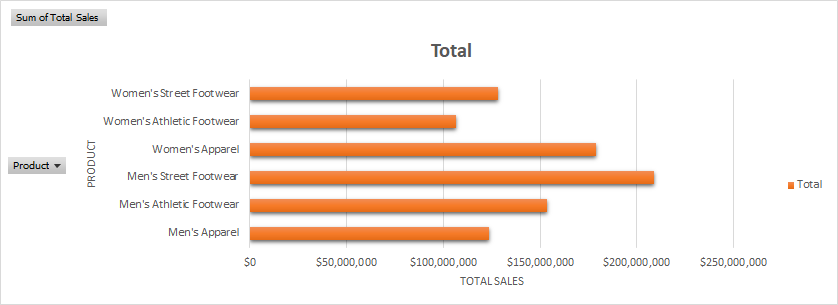 Sum of Total Sales
Total
Women's Street Footwear
Women's Athletic Footwear
Women's Apparel
Men's Street Footwear
Men's Athletic Footwear
Men's Apparel
PRODUCT
Product
Total
$0 $50,000,000 $100,000,000 $150,000,000 $200,000,000 $250,000,000
TOTAL SALES